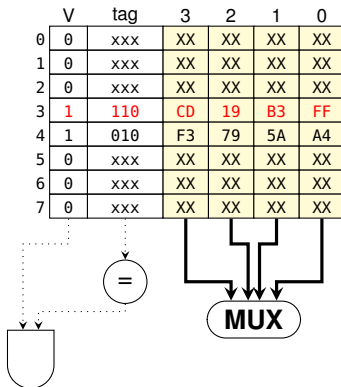 V tag 3 2 1 0
0 0 xxx XX XX XX XX
1 0 xxx XX XX XX XX
2 0 xxx XX XX XX XX
3 1 110 CD 19 B3 FF
4 1 010 F3 79 5A A4
5 0 xxx XX XX XX XX
6 0 xxx XX XX XX XX
7 0 xxx XX XX XX XX
=
MUX